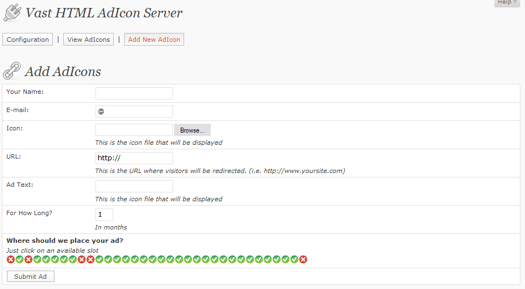 Help
Vast HTML AdIcon Server
Configuration | View AdIcons | Add New AdIcon
Add AdIcons
Your Name:
E-mail:
Icon: Browse...
This is the icon file that will be displayed
URL: http://
This is the URL where visitors will be redirected. (i.e. http://www.yoursite.com)
Ad Text:
This is the icon file that will be displayed
For How Long? 1
In months
Where should we place your ad?
Just click on an available slot
Submit Ad